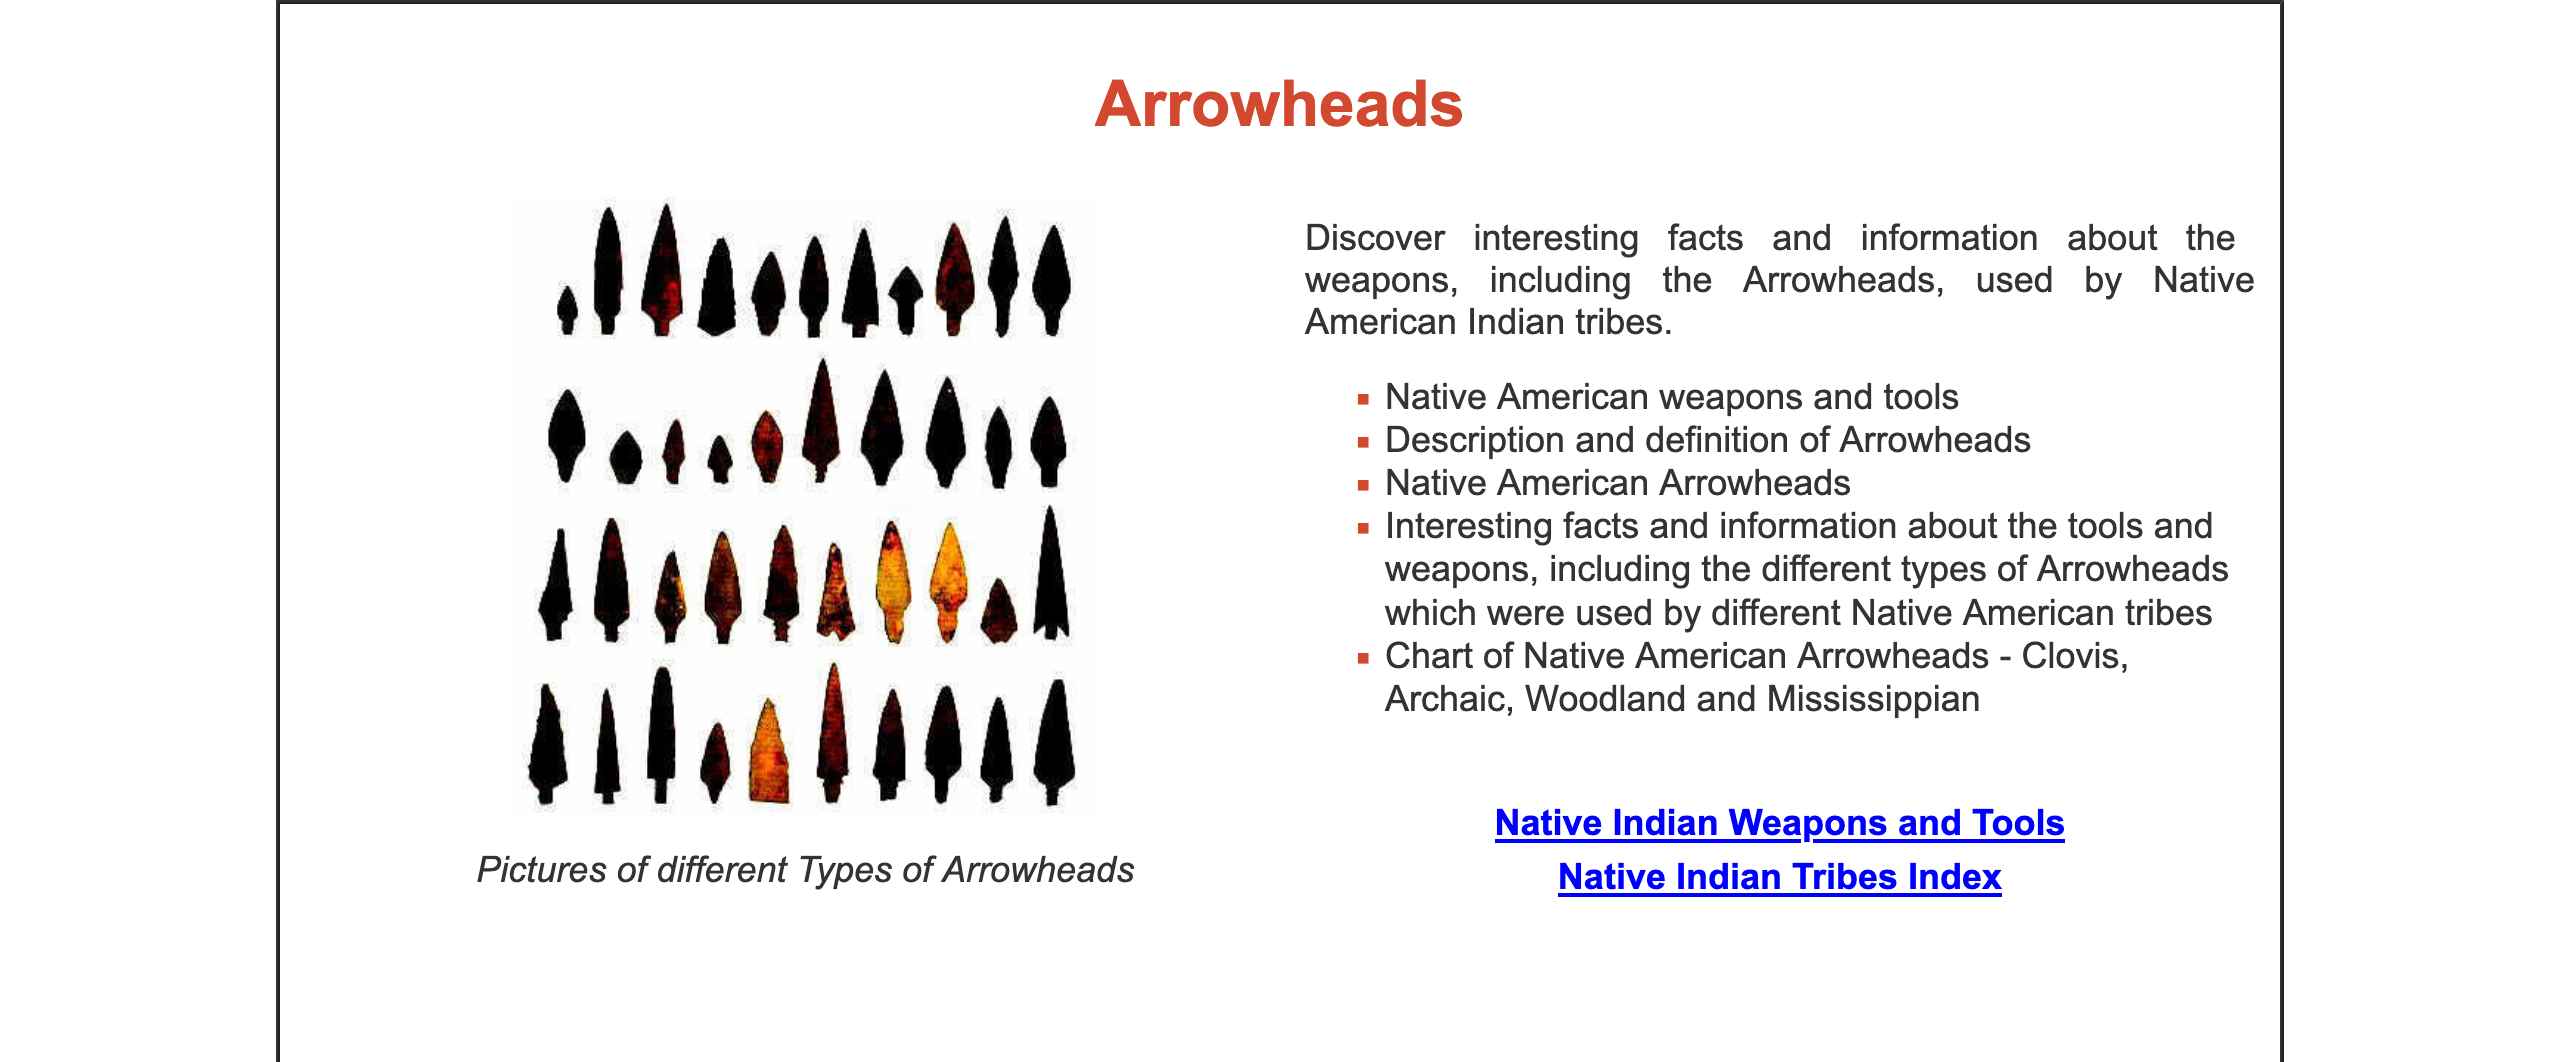 Arrowheads
Discover interesting facts and information about the
weapons, including the Arrowheads, used by Native
American Indian tribes.
Native American weapons and tools
Description and definition of Arrowheads
Native American Arrowheads
Interesting facts and information about the tools and
weapons, including the different types of Arrowheads
which were used by different Native American tribes
Chart of Native American Arrowheads - Clovis,
Archaic, Woodland and Mississippian
Native Indian Weapons and Tools
Native Indian Tribes Index
Pictures of different Types of Arrowheads